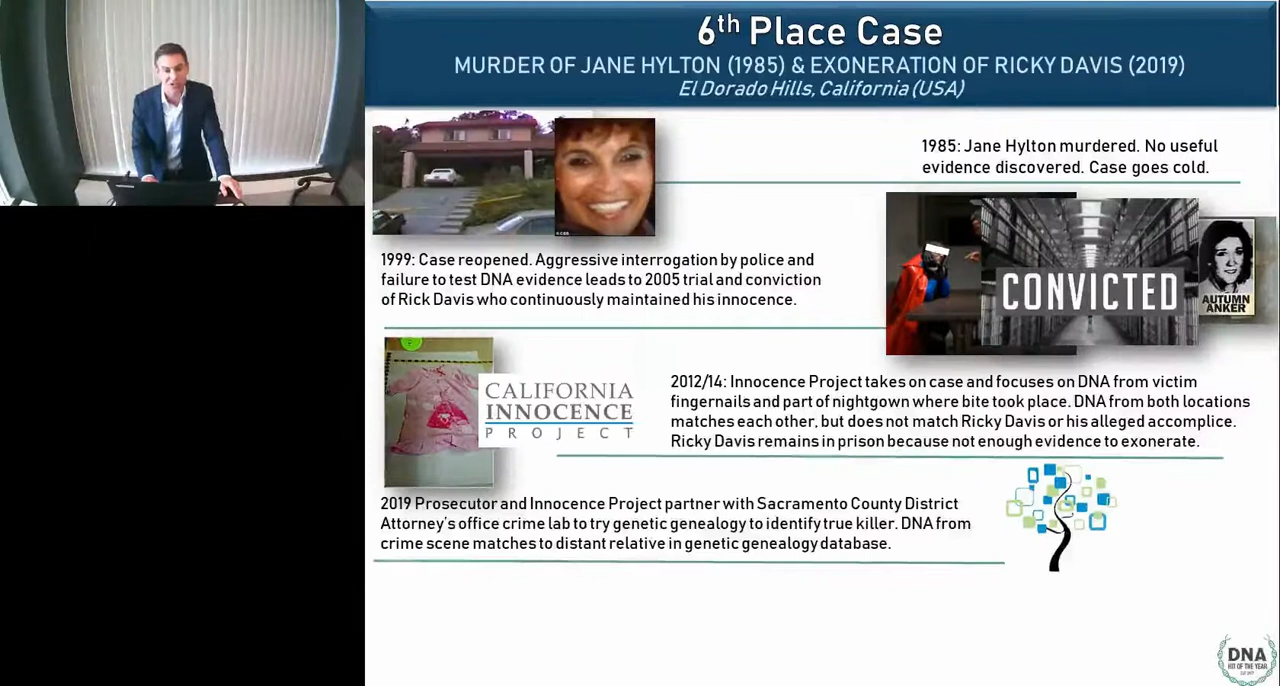 6th Place Case
MURDER OF JANE HYLTON (1985) & EXONERATION OF RICKY DAVIS (2019)
El Dorado Hills, California (USA)
1985: Jane Hylton murdered. No useful
evidence discovered. Case goes cold.
1999: Case reopened. Aggressive interrogation by police and
failure to test DNA evidence leads to 2005 trial and conviction
of Rick Davis who continuously maintained his innocence.
CONVICTED
AUTUMN
ANKER
CALIFORNIA
INNOCENCE
PROJECT
2012/14: Innocence Project takes on case and focuses on DNA from victim
fingernails and part of nightgown where bite took place. DNA from both locations
matches each other, but does not match Ricky Davis or his alleged accomplice.
Ricky Davis remains in prison because not enough evidence to exonerate.
2019 Prosecutor and Innocence Project partner with Sacramento County District
Attorney's office crime lab to try genetic genealogy to identify true killer. DNA from
crime scene matches to distant relative in genetic genealogy database.
DNA
HIT OF THE YEAR